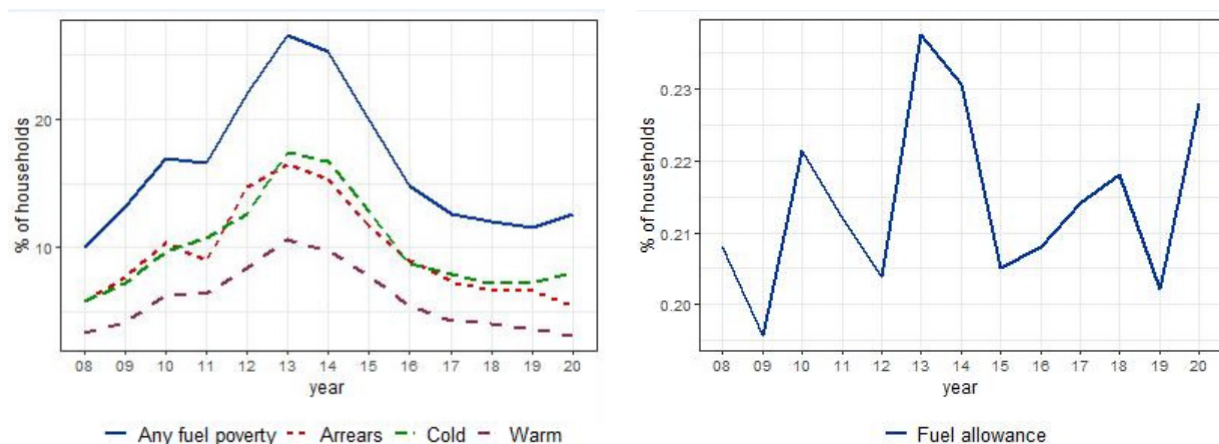 % of households
20
10
08 09 10 11 12 13 14 15 16 17 18 19 20
year
Any fuel poverty Arrears Cold Warm
% of households
0.23
0.22
0.21
0.20
08 09 10 11 12 13 14 15 16 17 18 19 20
year
Fuel allowance